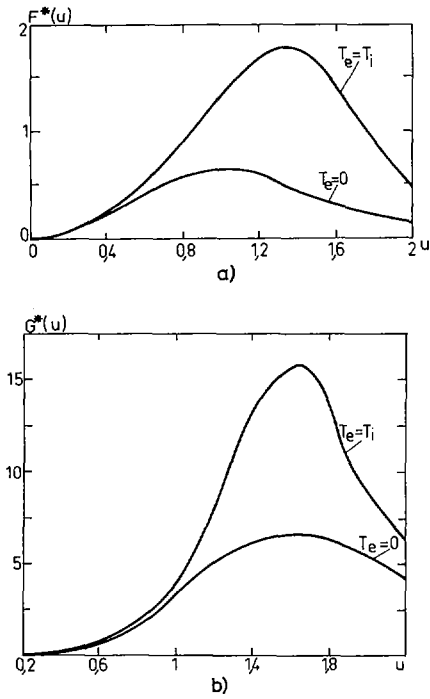 F*(u)
2
1
0
Te=Ti
Te=0
0 0,4 0,8 1,2 1,6 2 u
a)
G*(u)
15
10
5
Te=Ti
Te=0
0,2 0,6 1 1,4 1,8 u
b)